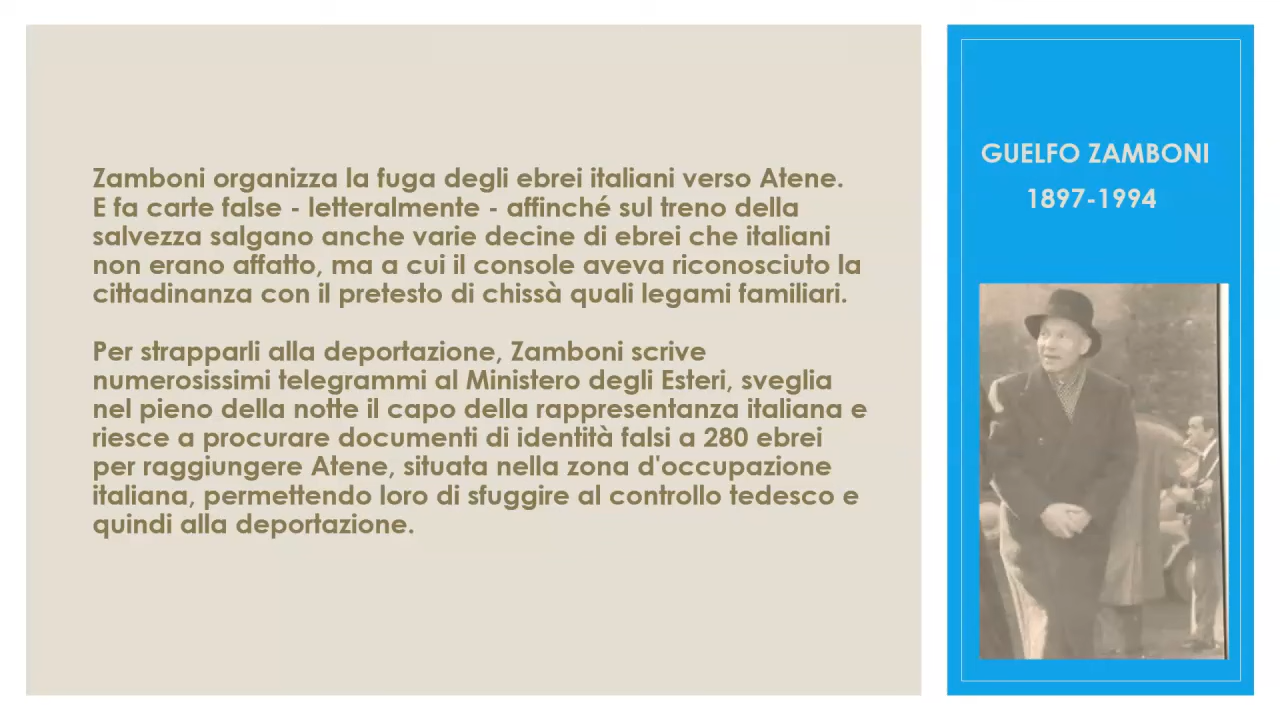 Zamboni organizza la fuga degli ebrei italiani verso Atene.
E fa carte false - letteralmente - affinché sul treno della
salvezza salgano anche varie decine di ebrei che italiani
non erano affatto, ma a cui il console aveva riconosciuto la
cittadinanza con il pretesto di chissà quali legami familiari.
Per strapparli alla deportazione, Zamboni scrive
numerosissimi telegrammi al Ministero degli Esteri, sveglia
nel pieno della notte il capo della rappresentanza italiana e
riesce a procurare documenti di identità falsi a 280 ebrei
per raggiungere Atene, situata nella zona d'occupazione
italiana, permettendo loro di sfuggire al controllo tedesco e
quindi alla deportazione.
GUELFO ZAMBONI
1897-1994